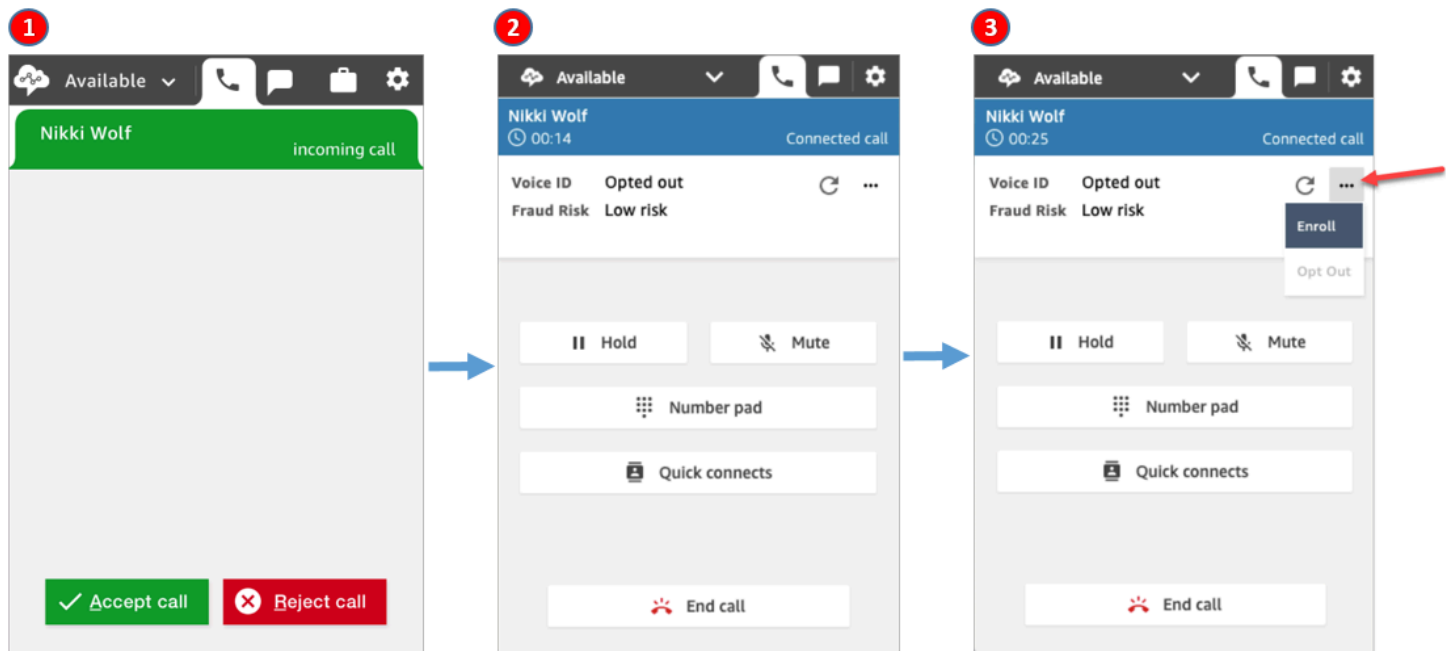 1
Available
Nikki Wolf
incoming call
Accept call
Reject call
2
Available
Nikki Wolf
00:14
Connected call
Voice ID Opted out
Fraud Risk Low risk
Hold
Mute
Number pad
Quick connects
End call
3
Available
Nikki Wolf
00:25
Connected call
Voice ID Opted out
Fraud Risk Low risk
Enroll
Opt Out
Hold
Mute
Number pad
Quick connects
End call